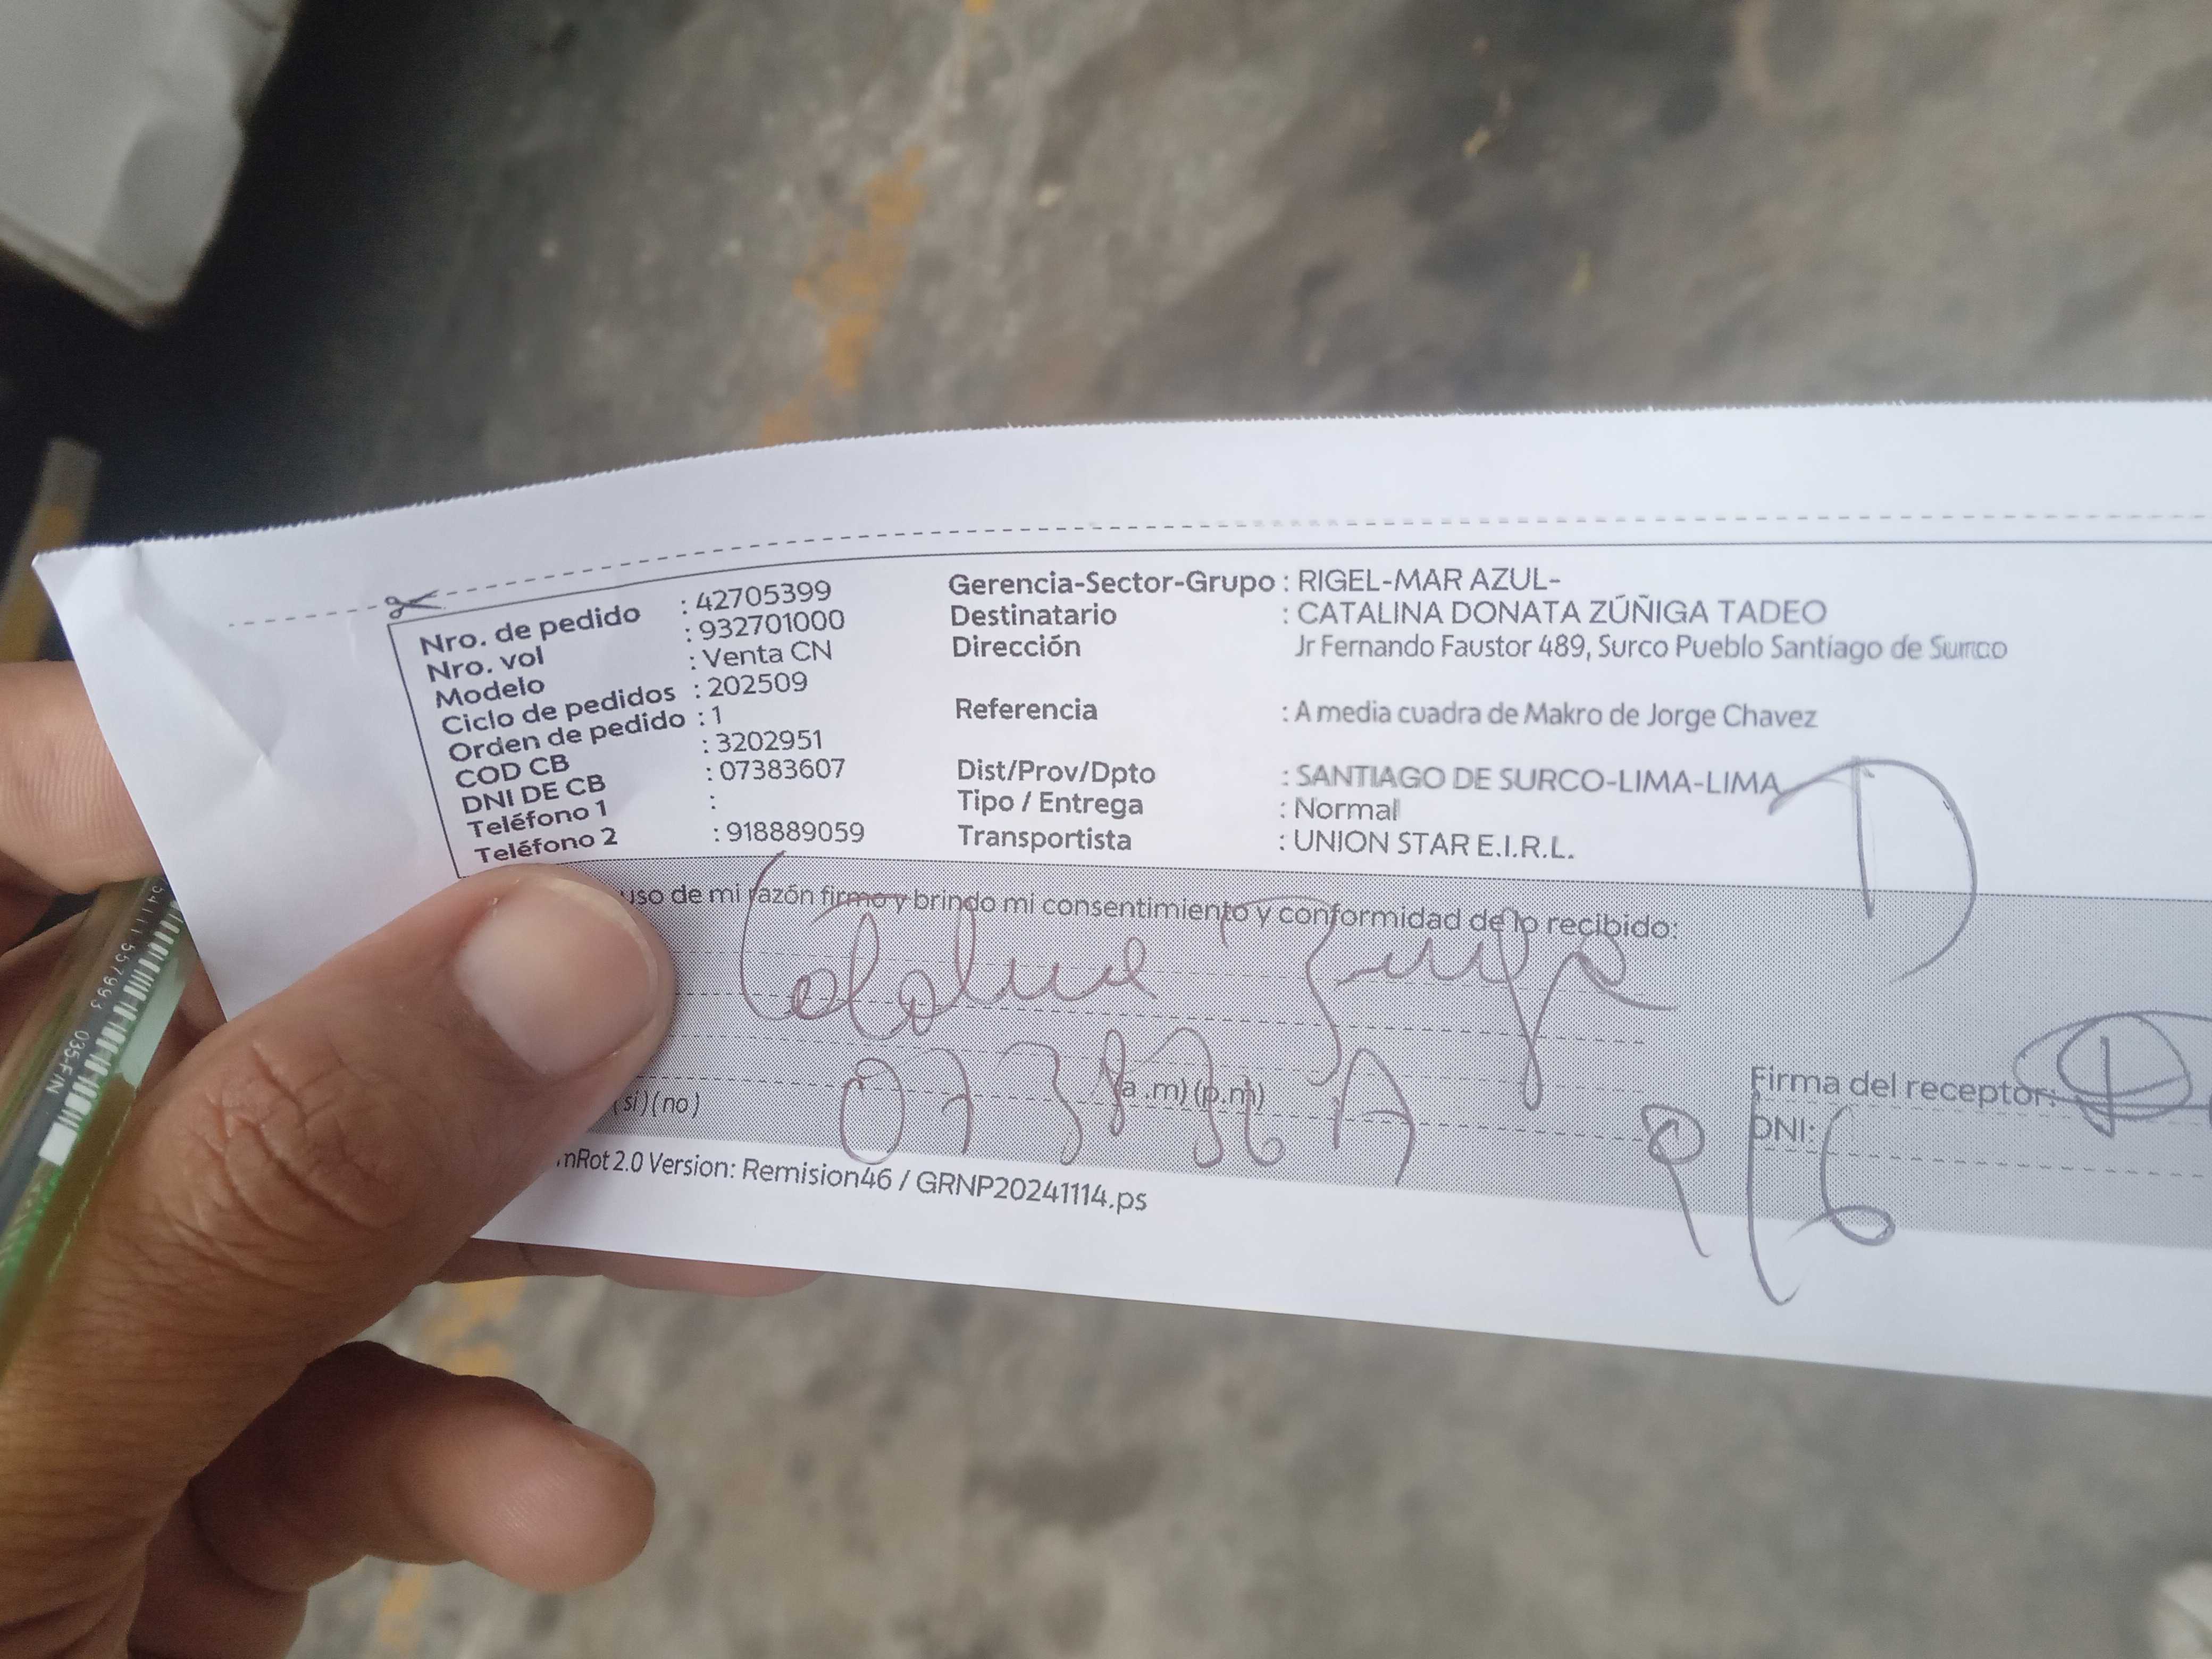 Nro. de pedido : 42705399
Nro. vol : 932701000
Modelo : Venta CN
Ciclo de pedidos : 202509
Orden de pedido : 1
COD CB : 3202951
DNI DE CB : 07383607
Teléfono 1 :
Teléfono 2 : 918889059
Gerencia-Sector-Grupo : RIGEL-MAR AZUL-
Destinatario : CATALINA DONATA ZÚÑIGA TADEO
Dirección Jr Fernando Faustor 489, Surco Pueblo Santiago de Surrco
Referencia : A media cuadra de Makro de Jorge Chavez
Dist/Prov/Dpto : SANTIAGO DE SURCO-LIMA-LIMA
Tipo / Entrega : Normal
Transportista : UNION STAR E.I.R.L.
uso de mi razón firmo y brindo mi consentimiento y conformidad de lo recibido:
(a .m) (p.m)
(si) (no)
Firma del receptor:
DNI:
mRot 2.0 Version: Remision46 / GRNP20241114.ps
035-F/N